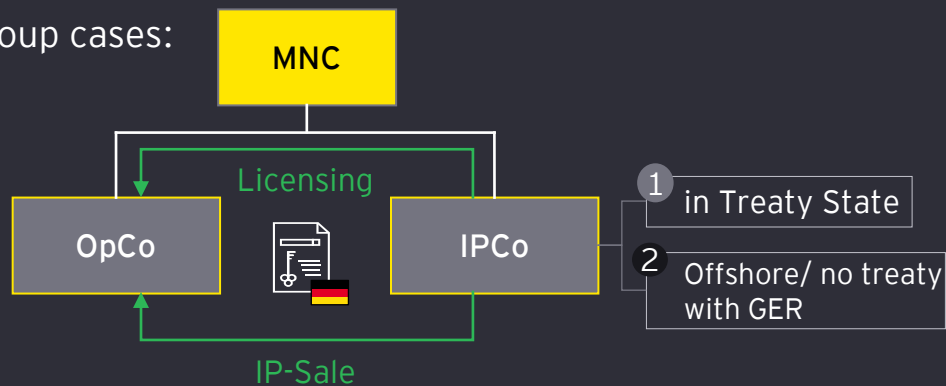 oup cases:
MNC
Licensing
OpCo
IPCo
1
in Treaty State
2
Offshore/ no treaty
with GER
IP-Sale